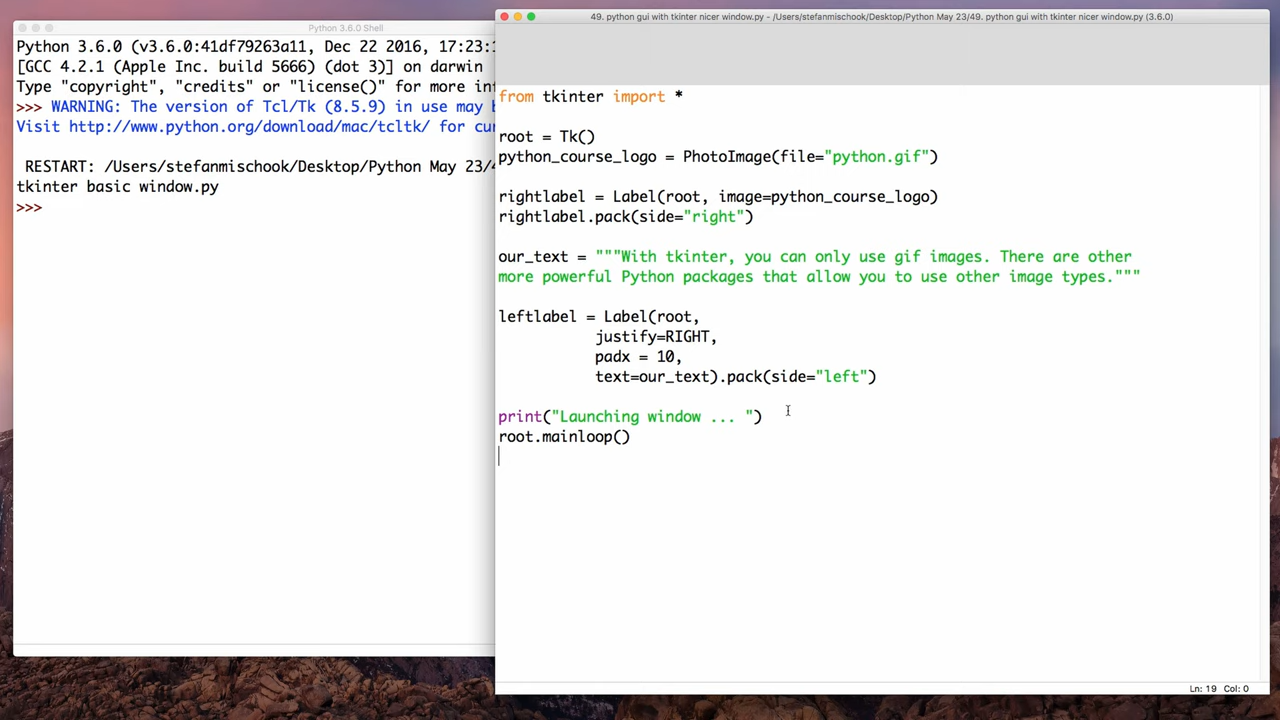 Python 3.6.0 Shell
Python 3.6.0 (v3.6.0:41df79263a11, Dec 22 2016, 17:23:1
[GCC 4.2.1 (Apple Inc. build 5666) (dot 3)] on darwin
Type "copyright", "credits" or "license()" for more inf
>>> WARNING: The version of Tcl/Tk (8.5.9) in use may b
Visit http://www.python.org/download/mac/tcltk/ for cur
RESTART: /Users/stefanmischook/Desktop/Python May 23/4
tkinter basic window.py
>>>
49. python gui with tkinter nicer window.py - /Users/stefanmischook/Desktop/Python May 23/49. python gui with tkinter nicer window.py (3.6.0)
from tkinter import *
root = Tk()
python_course_logo = PhotoImage(file="python.gif")
rightlabel = Label(root, image=python_course_logo)
rightlabel.pack(side="right")
our_text = """With tkinter, you can only use gif images. There are other
more powerful Python packages that allow you to use other image types."""
leftlabel = Label(root,
justify=RIGHT,
padx = 10,
text=our_text).pack(side="left")
print("Launching window ... ")
root.mainloop()
Ln: 19 Col: 0